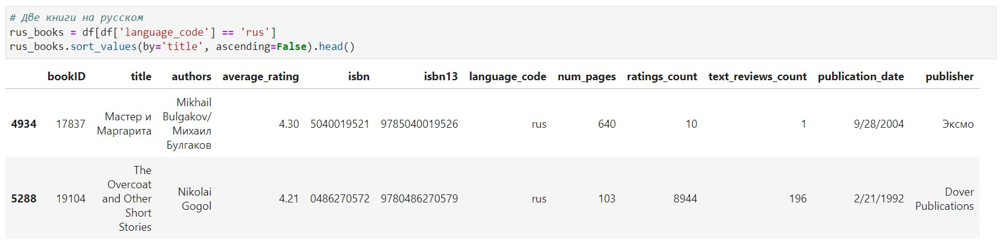 # Две книги на русском
rus_books = df[df['language_code'] == 'rus']
rus_books.sort_values(by='title', ascending=False).head()
bookID title authors average_rating isbn isbn13 language_code num_pages ratings_count text_reviews_count publication_date publisher
4934 17837 Мастер и Маргарита Mikhail Bulgakov/Михаил Булгаков 4.30 5040019521 9785040019526 rus 640 10 1 9/28/2004 Эксмо
5288 19104 The Overcoat and Other Short Stories Nikolai Gogol 4.21 0486270572 9780486270579 rus 103 8944 196 2/21/1992 Dover Publications